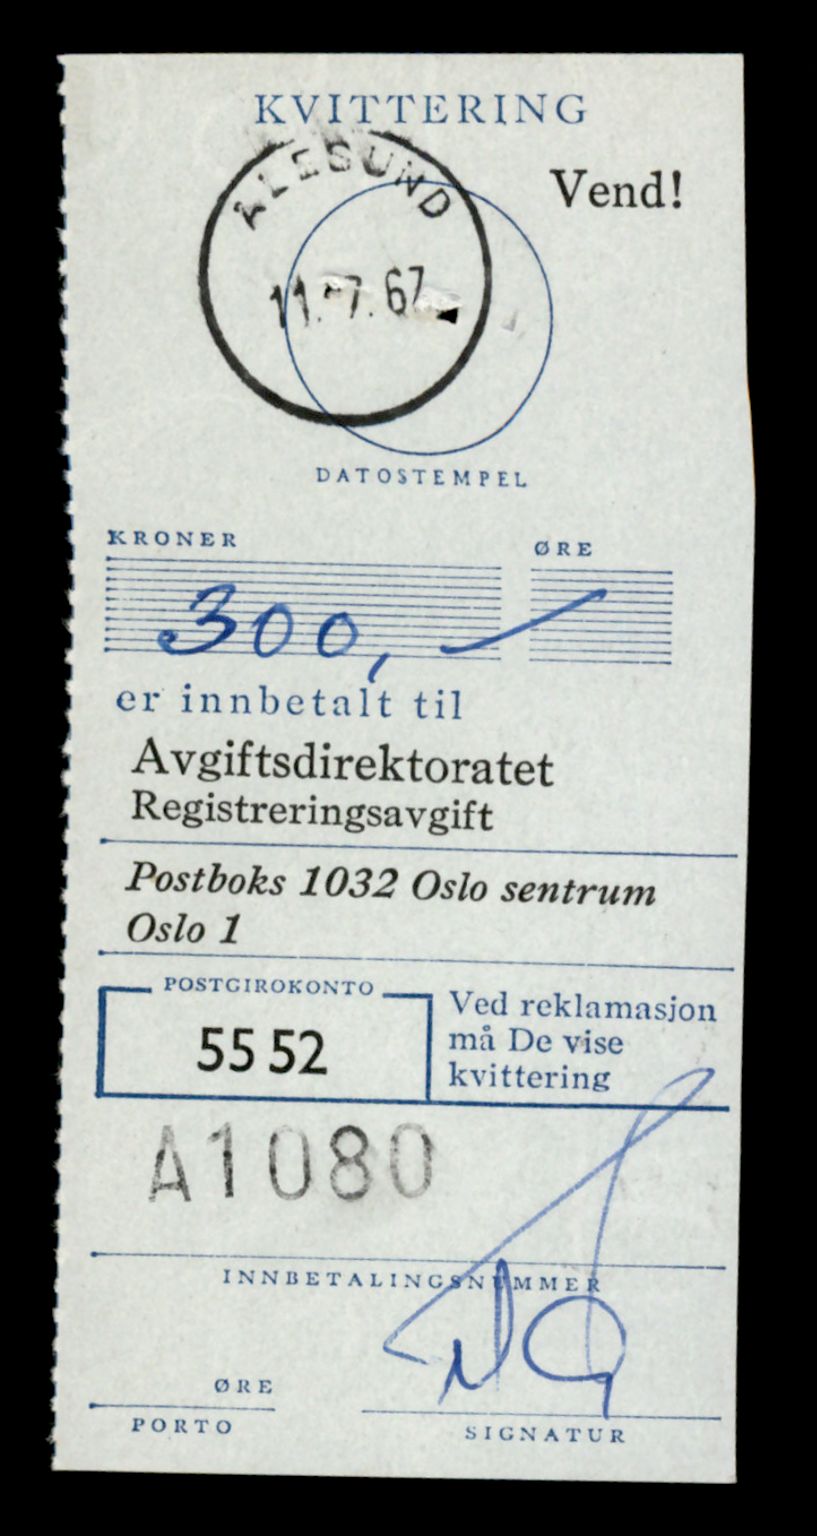 KVITTERING
Vend!
ÅLESUND
11.-7.67
DATOSTEMPEL
KRONER
ØRE
300,—
er innbetalt til
Avgiftsdirektoratet
Registreringsavgift
Postboks 1032 Oslo sentrum
Oslo 1
POSTGIROKONTO
55 52
Ved reklamasjon
må De vise
kvittering
A1080
INNBETALINGSNUMMER
ØRE
PORTO
SIGNATUR